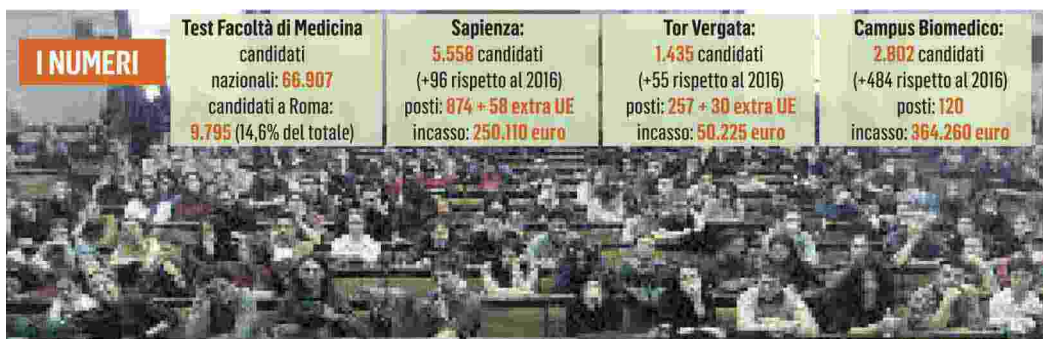 I NUMERI
Test Facoltà di Medicina
candidati
nazionali: 66.907
candidati a Roma:
9.795 (14,6% del totale)
Sapienza:
5.558 candidati
(+96 rispetto al 2016)
posti: 874 + 58 extra UE
incasso: 250.110 euro
Tor Vergata:
1.435 candidati
(+55 rispetto al 2016)
posti: 257 + 30 extra UE
incasso: 50.225 euro
Campus Biomedico:
2.802 candidati
(+484 rispetto al 2016)
posti: 120
incasso: 364.260 euro